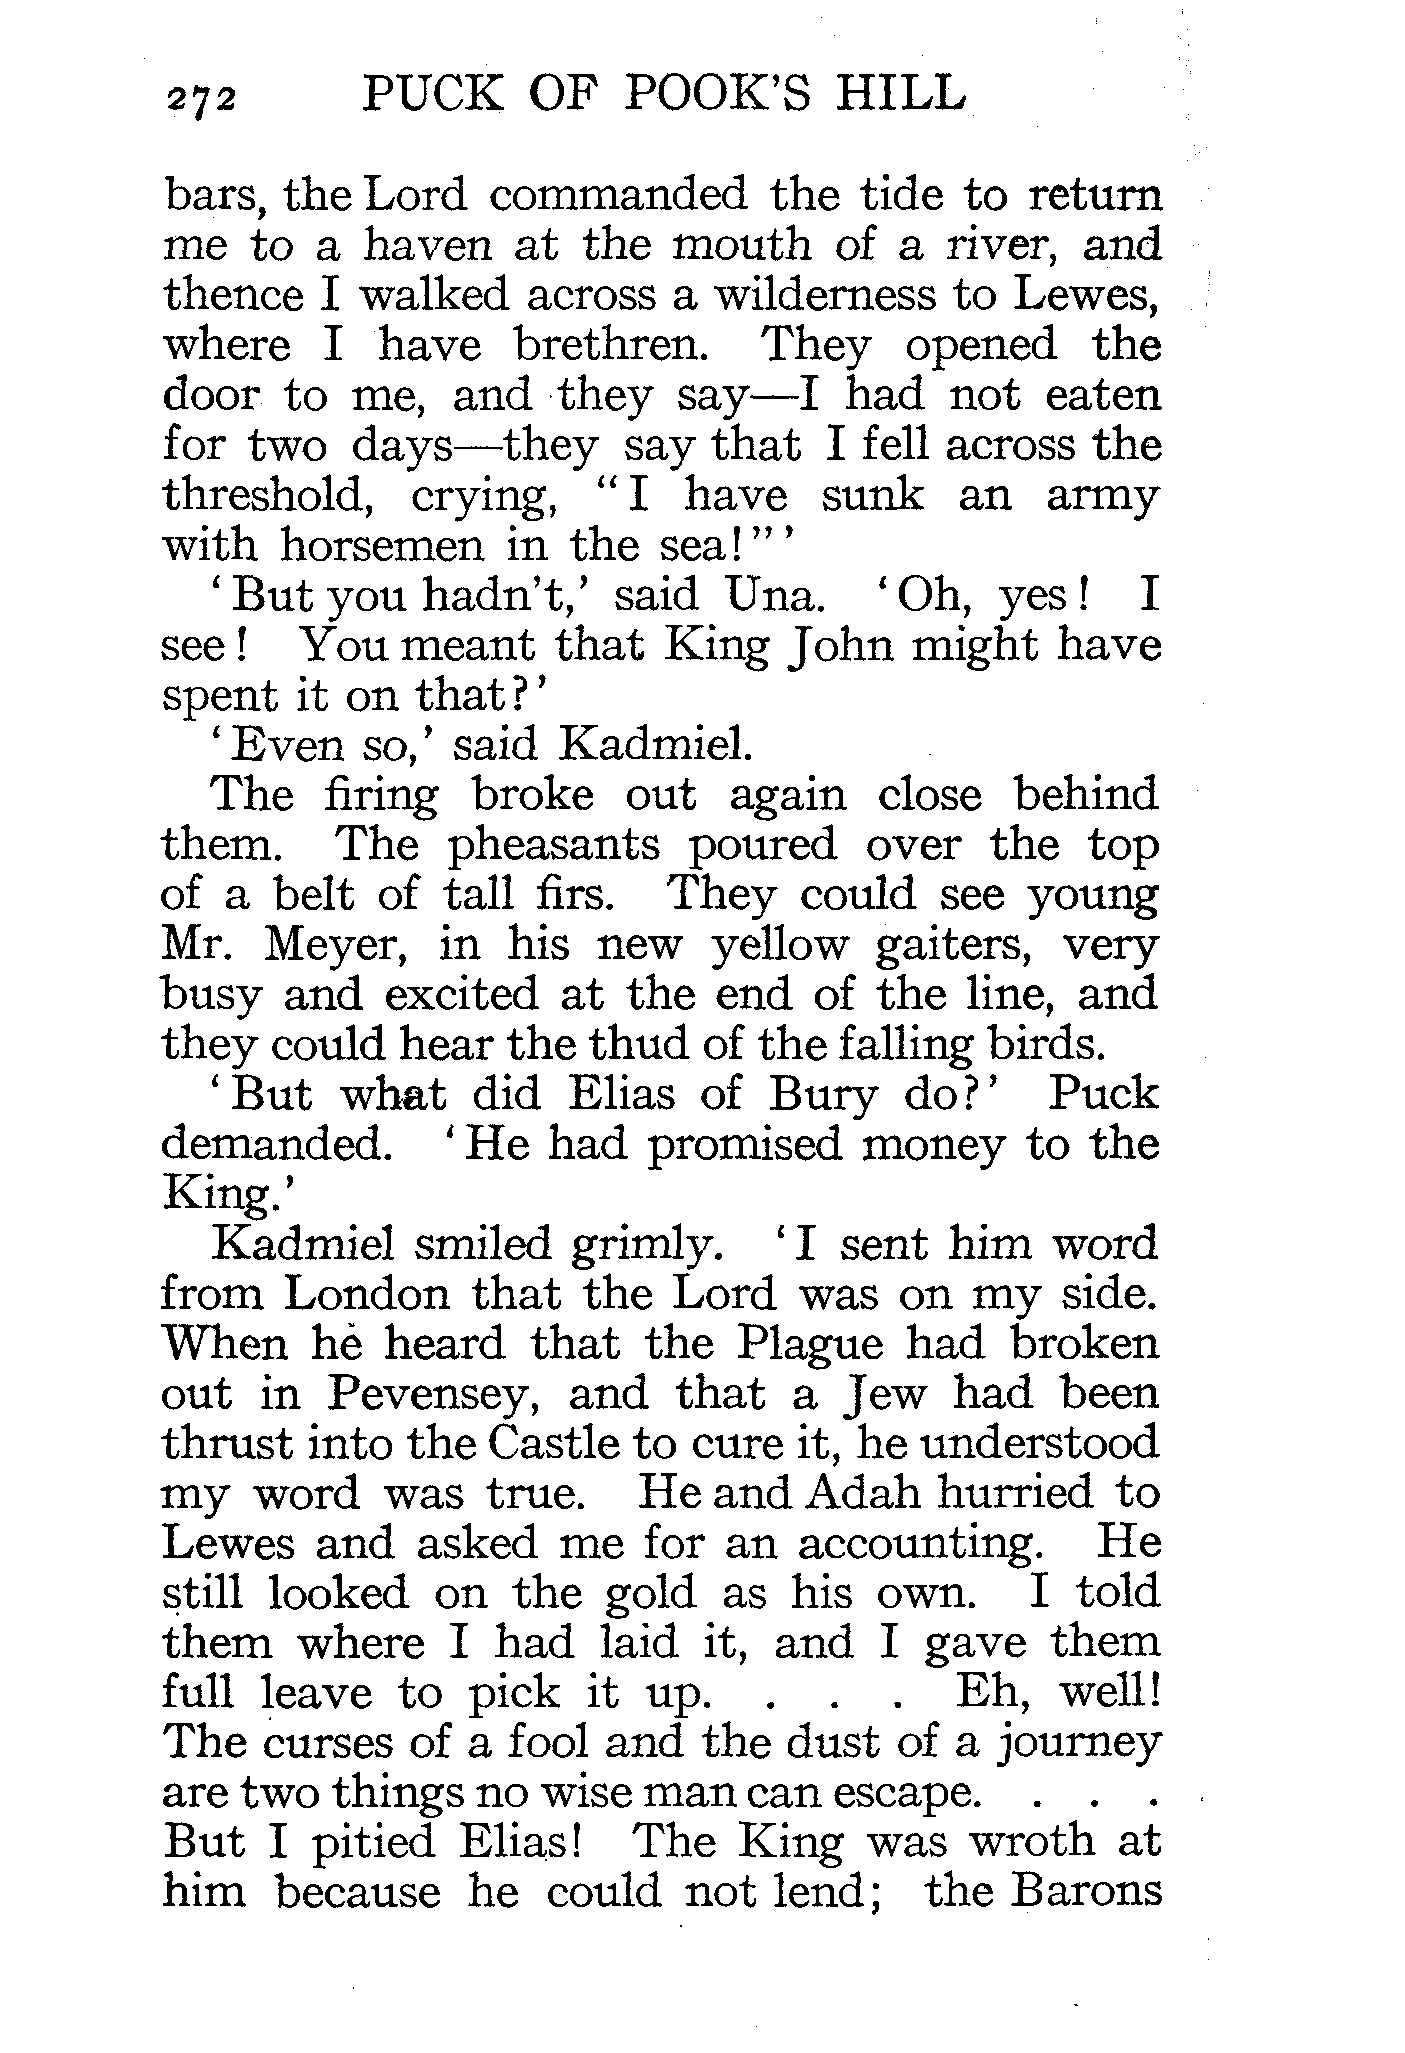 272 PUCK OF POOK'S HILL
bars, the Lord commanded the tide to return
me to a haven at the mouth of a river, and
thence I walked across a wilderness to Lewes,
where I have brethren. They opened the
door to me, and they say—I had not eaten
for two days—they say that I fell across the
threshold, crying, "I have sunk an army
with horsemen in the sea!"'
'But you hadn't,' said Una. 'Oh, yes! I
see! You meant that King John might have
spent it on that?'
'Even so,' said Kadmiel.
The firing broke out again close behind
them. The pheasants poured over the top
of a belt of tall firs. They could see young
Mr. Meyer, in his new yellow gaiters, very
busy and excited at the end of the line, and
they could hear the thud of the falling birds.
'But what did Elias of Bury do?' Puck
demanded. 'He had promised money to the
King.'
Kadmiel smiled grimly. 'I sent him word
from London that the Lord was on my side.
When he heard that the Plague had broken
out in Pevensey, and that a Jew had been
thrust into the Castle to cure it, he understood
my word was true. He and Adah hurried to
Lewes and asked me for an accounting. He
still looked on the gold as his own. I told
them where I had laid it, and I gave them
full leave to pick it up. . . . Eh, well!
The curses of a fool and the dust of a journey
are two things no wise man can escape. . . .
But I pitied Elias! The King was wroth at
him because he could not lend; the Barons